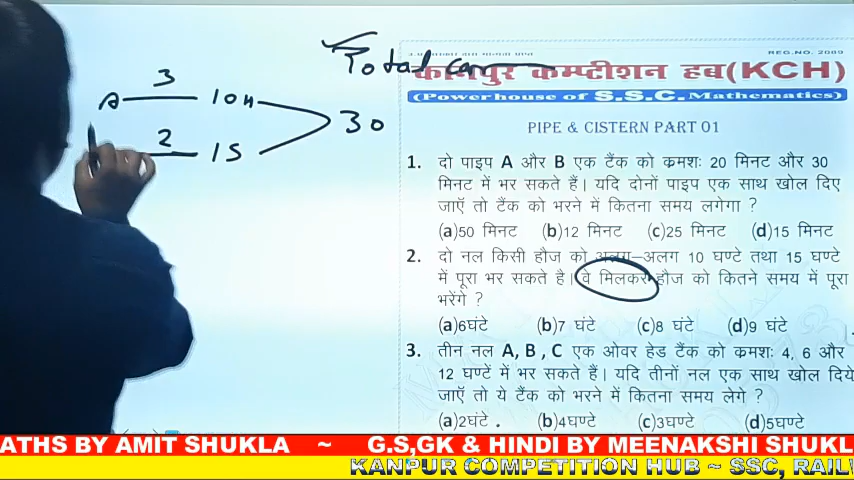 Total
कानपुर कम्पटीशन हब(KCH)
REG.NO. 2089
(Powerhouse of S.S.C. Mathematics)
PIPE & CISTERN PART 01
A 3 10H
2 15
30
1. दो पाइप A और B एक टैंक को क्रमशः 20 मिनट और 30
मिनट में भर सकते हैं। यदि दोनों पाइप एक साथ खोल दिए
जाएँ तो टैंक को भरने में कितना समय लगेगा ?
(a)50 मिनट (b)12 मिनट (c)25 मिनट (d)15 मिनट
2. दो नल किसी हौज को अलग–अलग 10 घण्टे तथा 15 घण्टे
में पूरा भर सकते है। वे मिलकर हौज को कितने समय में पूरा
भरेंगे ?
(a)6घंटे (b)7 घंटे (c)8 घंटे (d)9 घंटे
3. तीन नल A, B , C एक ओवर हेड टैंक को क्रमशः 4, 6 और
12 घण्टें में भर सकते हैं। यदि तीनों नल एक साथ खोल दिये
जाएँ तो ये टैंक को भरने में कितना समय लेगे ?
(a)2घंटे . (b)4घण्टे (c)3घण्टे (d)5घण्टे
ATHS BY AMIT SHUKLA ~ G.S,GK & HINDI BY MEENAKSHI SHUKL
KANPUR COMPETITION HUB ~ SSC, RAIL